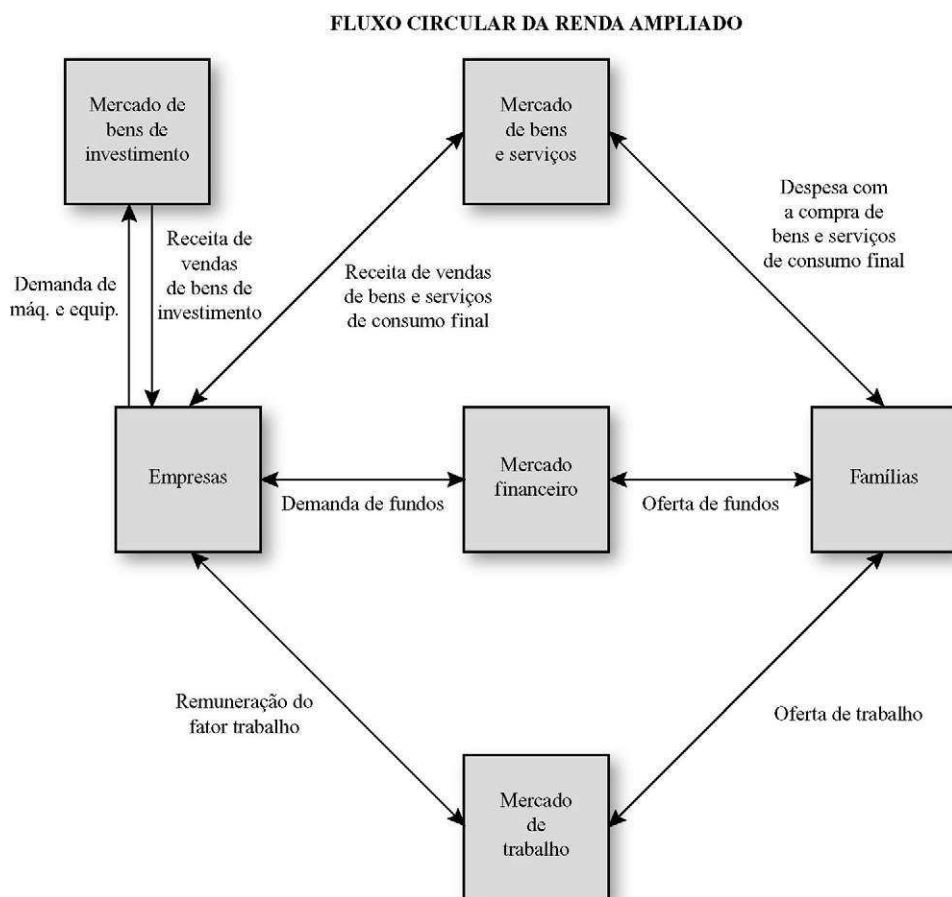 FLUXO CIRCULAR DA RENDA AMPLIADO
Mercado de
bens de
investimento
Mercado
de bens
e serviços
Despesa com
a compra de
bens e serviços
de consumo final
Receita de
vendas
de bens de
investimento
Demanda de
máq. e equip.
Receita de vendas
de bens e serviços
de consumo final
Empresas
Demanda de fundos
Mercado
financeiro
Oferta de fundos
Famílias
Remuneração do
fator trabalho
Oferta de trabalho
Mercado
de
trabalho